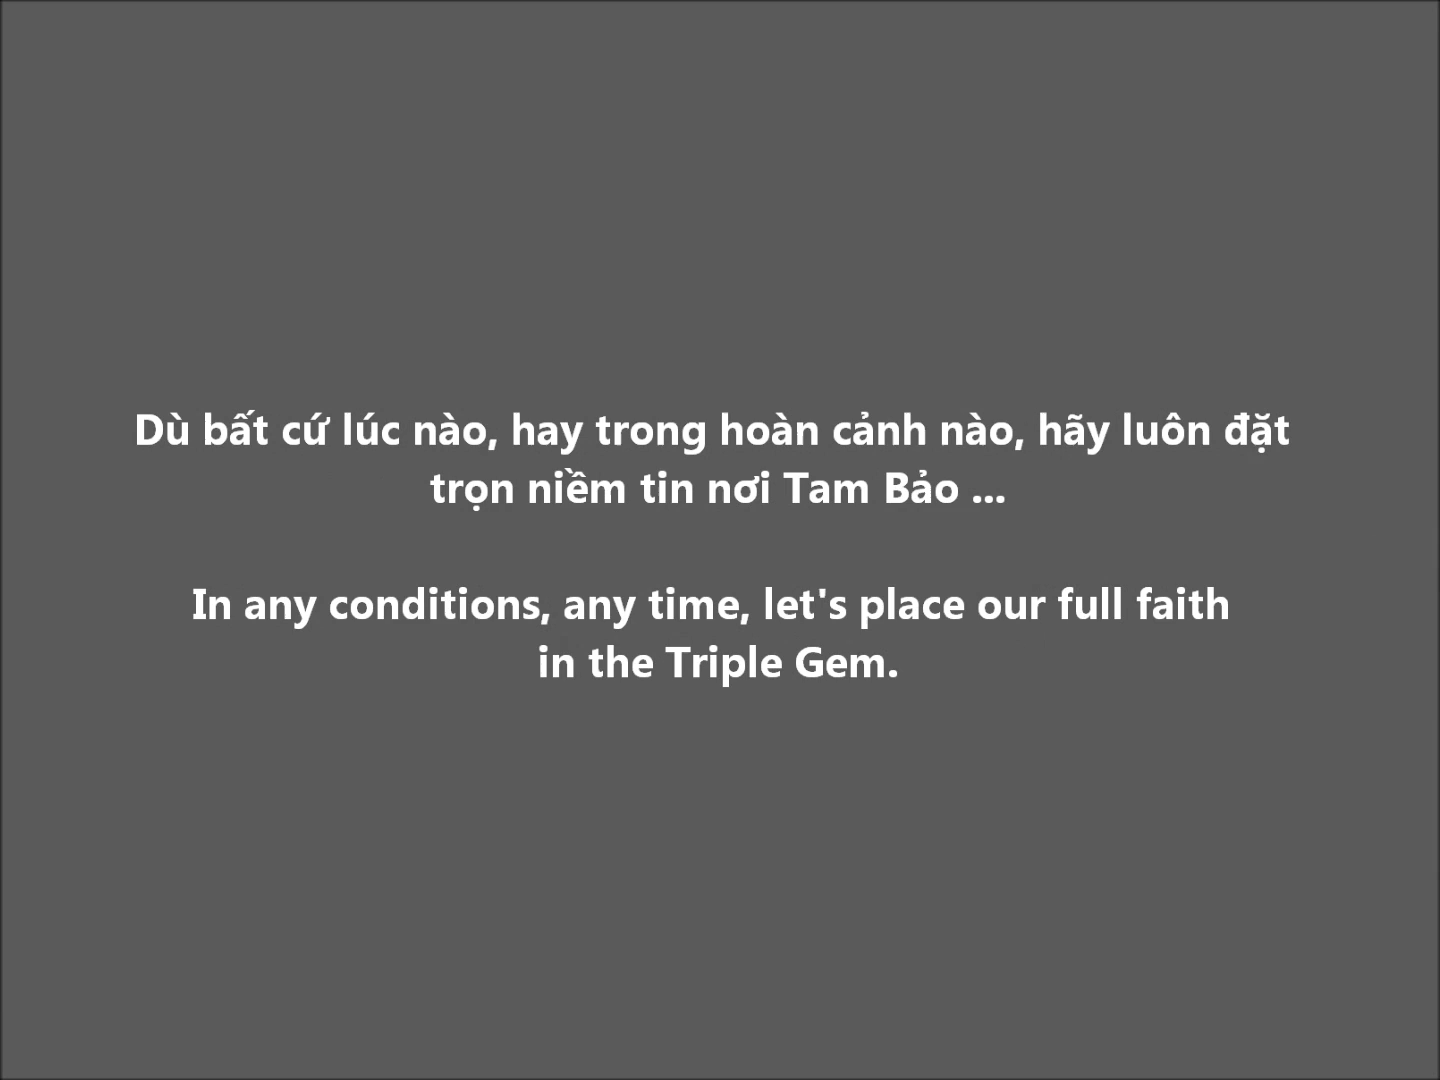 Dù bất cứ lúc nào, hay trong hoàn cảnh nào, hãy luôn đặt
trọn niềm tin nơi Tam Bảo ...
In any conditions, any time, let's place our full faith
in the Triple Gem.